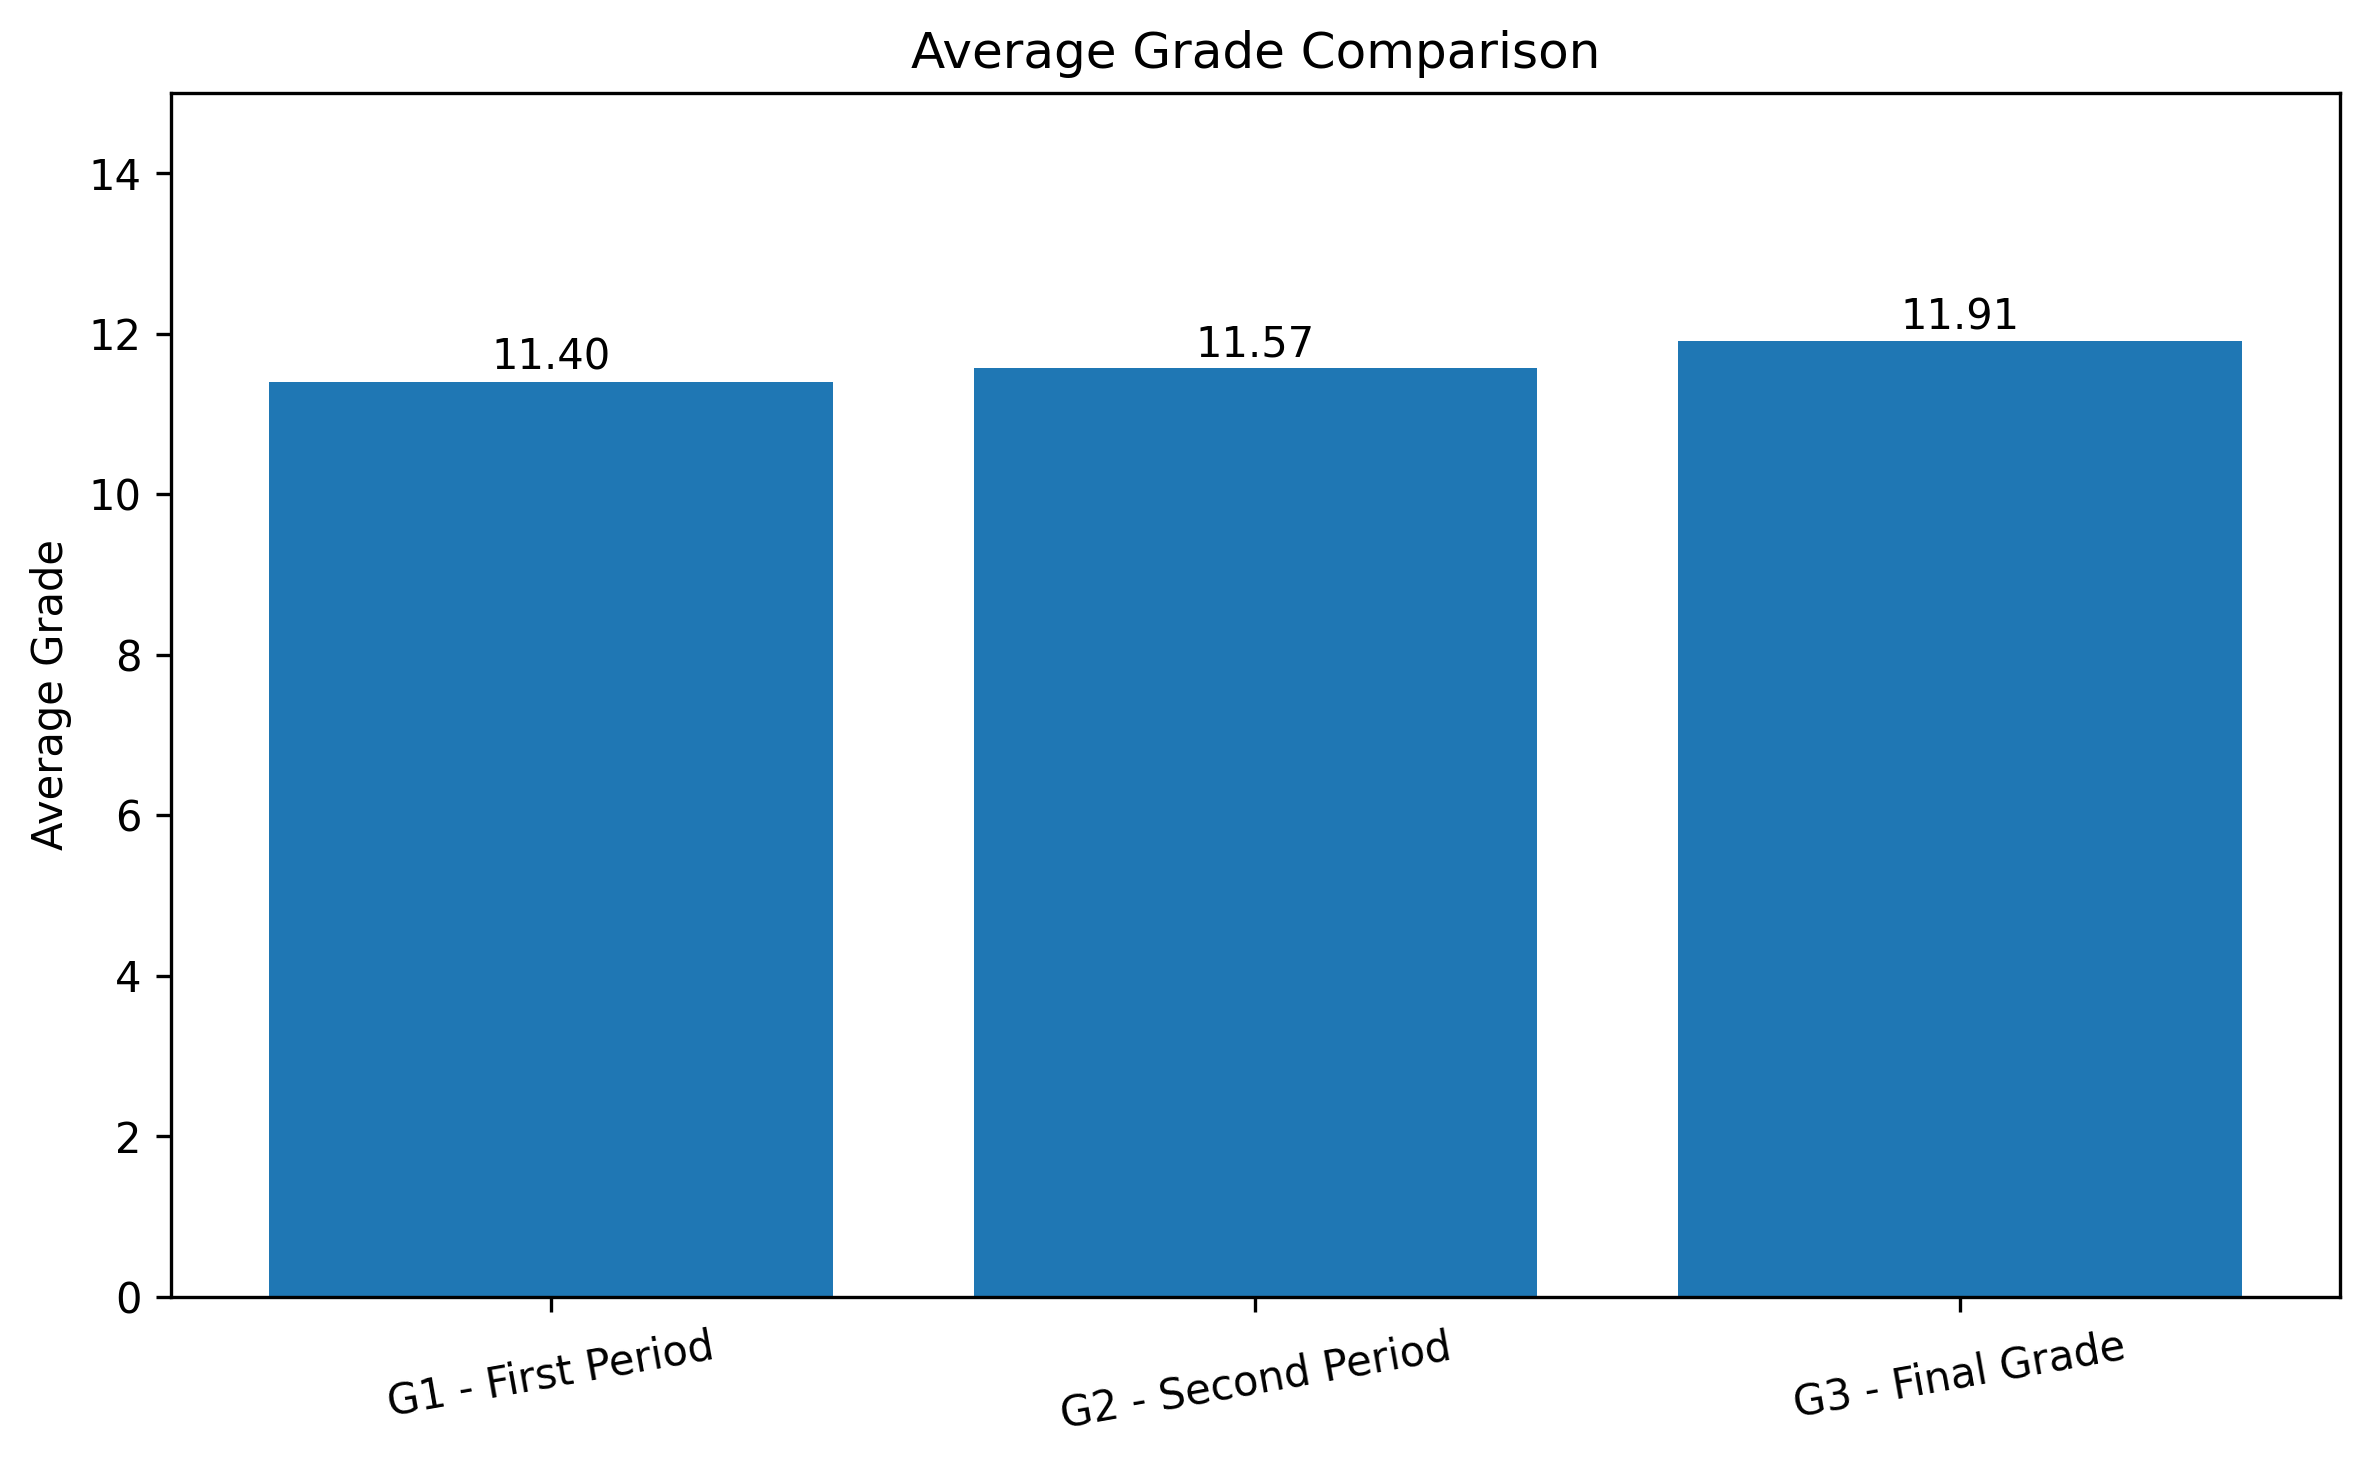 Average Grade Comparison
Average Grade
14
12
10
8
6
4
2
0
11.40
11.57
11.91
G1 - First Period
G2 - Second Period
G3 - Final Grade